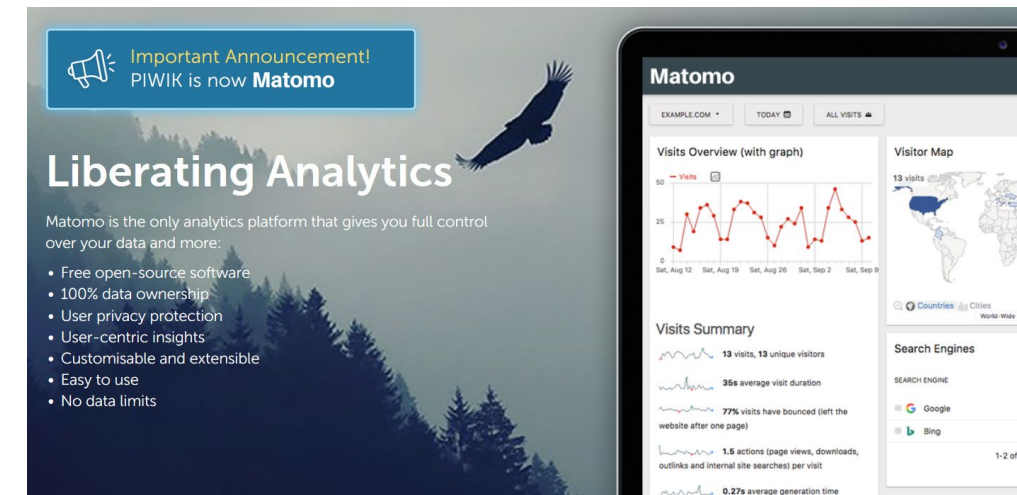 Important Announcement!
PIWIK is now Matomo
Liberating Analytics
Matomo is the only analytics platform that gives you full control
over your data and more:
• Free open-source software
• 100% data ownership
• User privacy protection
• User-centric insights
• Customisable and extensible
• Easy to use
• No data limits
Matomo
EXAMPLE.COM
TODAY
ALL VISITS
Visits Overview (with graph)
Visits
50
25
0
Sat, Aug 12 Sat, Aug 19 Sat, Aug 26 Sat, Sep 2 Sat, Sep 9
Visits Summary
13 visits, 13 unique visitors
35s average visit duration
77% visits have bounced (left the
website after one page)
1.5 actions (page views, downloads,
outlinks and internal site searches) per visit
0.27s average generation time
Visitor Map
13 visits
Countries Cities
World-Wide
Search Engines
SEARCH ENGINE
Google
Bing
1-2 of